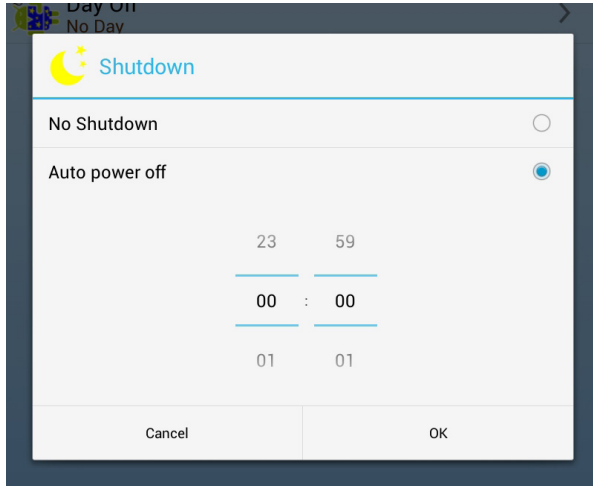 Day Off
No Day
Shutdown
No Shutdown
Auto power off
23 59
00 : 00
01 01
Cancel OK